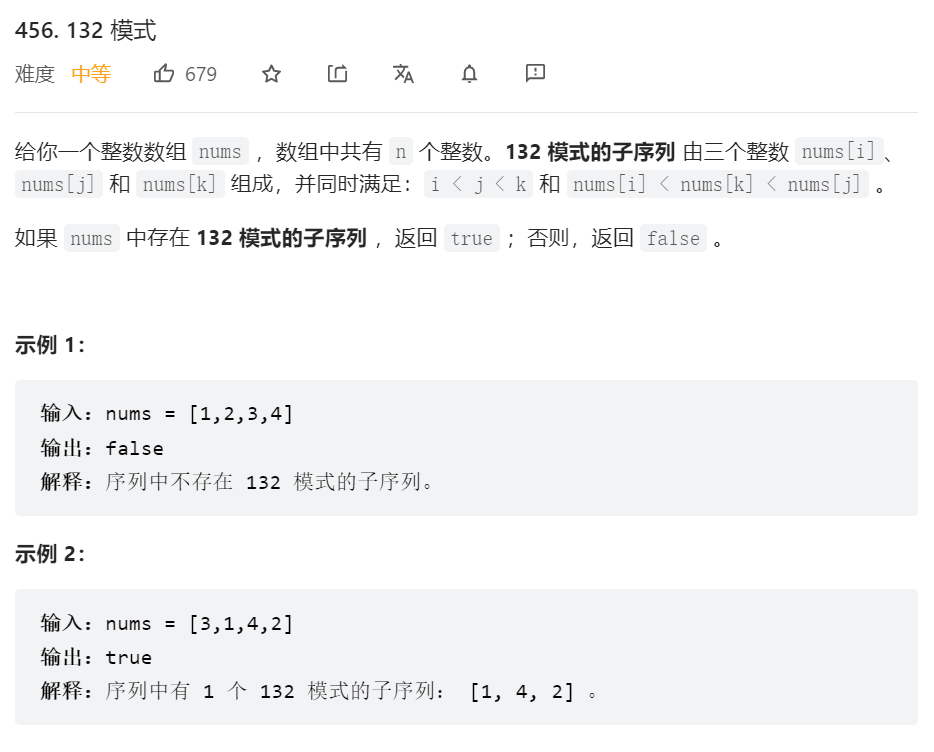 456. 132 模式
难度 中等 679
给你一个整数数组 nums ，数组中共有 n 个整数。132 模式的子序列 由三个整数 nums[i]、
nums[j] 和 nums[k] 组成，并同时满足：i < j < k 和 nums[i] < nums[k] < nums[j] 。
如果 nums 中存在 132 模式的子序列 ，返回 true ；否则，返回 false 。
示例 1：
输入：nums = [1,2,3,4]
输出：false
解释：序列中不存在 132 模式的子序列。
示例 2：
输入：nums = [3,1,4,2]
输出：true
解释：序列中有 1 个 132 模式的子序列： [1, 4, 2] 。